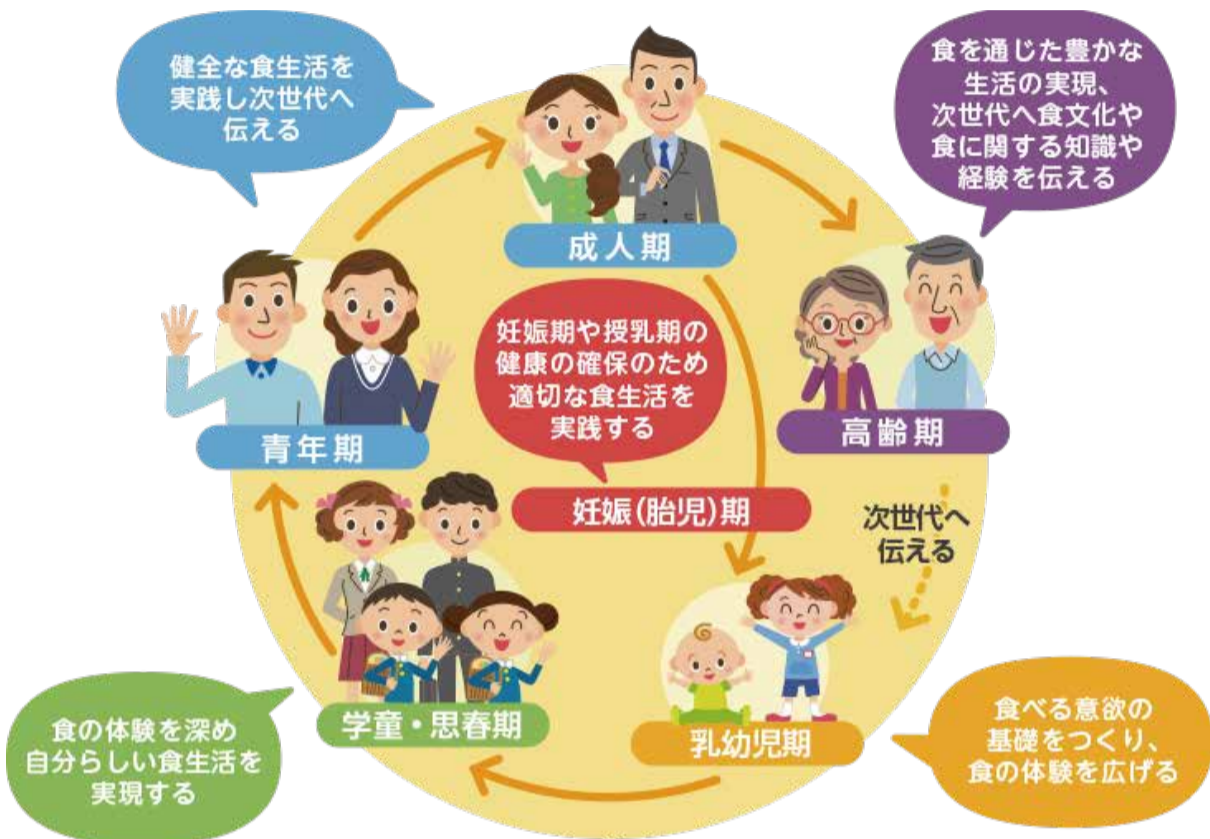 健全な食生活を
実践し次世代へ
伝える
成人期
食を通じた豊かな
生活の実現、
次世代へ食文化や
食に関する知識や
経験を伝える
青年期
妊娠期や授乳期の
健康の確保のため
適切な食生活を
実践する
妊娠(胎児)期
高齢期
次世代へ
伝える
学童・思春期
乳幼児期
食の体験を深め
自分らしい食生活を
実現する
食べる意欲の
基礎をつくり、
食の体験を広げる